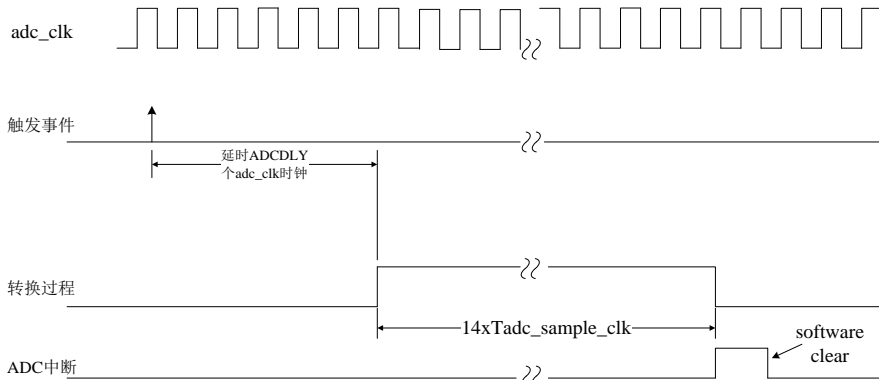 adc_clk
触发事件
延时ADCDLY
个adc_clk时钟
转换过程
14xTadc_sample_clk
software
clear
ADC中断